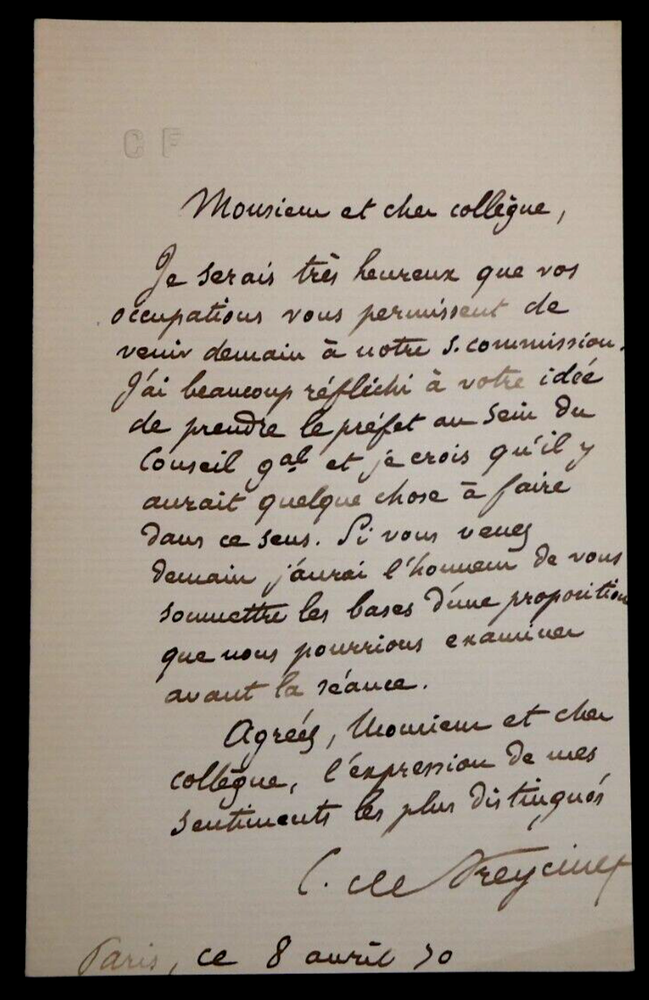 C F
Monsieur et cher collègue,
Je serais très heureux que vos
occupations vous permissent de
venir demain à notre s. commission.
J'ai beaucoup réfléchi à votre idée
de prendre le préfet au sein du
Conseil gal et je crois qu'il y
aurait quelque chose à faire
dans ce sens. Si vous venez
demain j'aurai l'honneur de vous
soumettre les bases d'une proposition
que nous pourrions examiner
avant la séance.
Agréez, Monsieur et cher
collègue, l'expression de mes
sentiments les plus distingués
C. de Freycinet
Paris, ce 8 avril 70